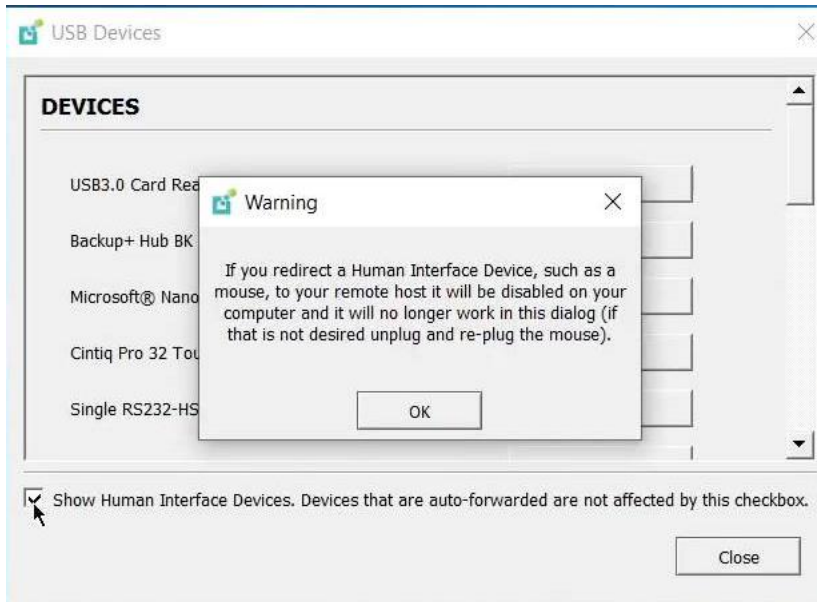 USB Devices
DEVICES
USB3.0 Card Rea
Backup+ Hub BK
Microsoft® Nano
Cintiq Pro 32 Tou
Single RS232-HS
Warning
If you redirect a Human Interface Device, such as a
mouse, to your remote host it will be disabled on your
computer and it will no longer work in this dialog (if
that is not desired unplug and re-plug the mouse).
OK
Show Human Interface Devices. Devices that are auto-forwarded are not affected by this checkbox.
Close